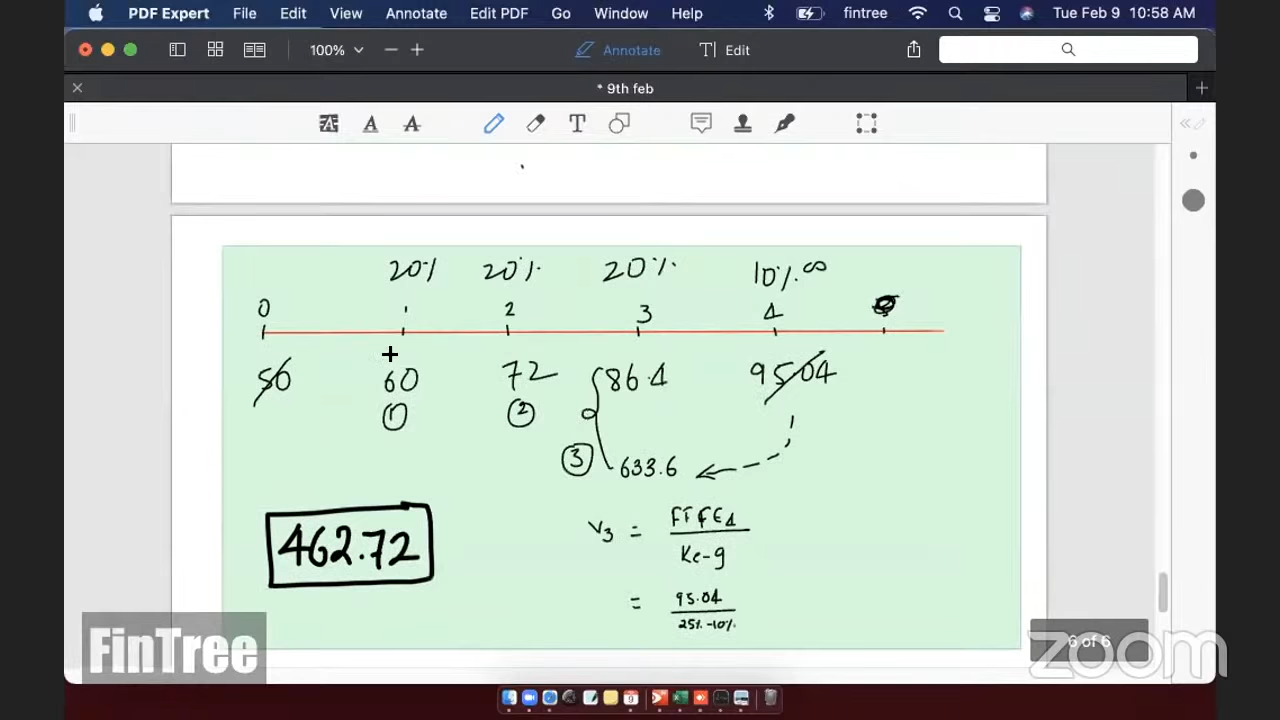 PDF Expert File Edit View Annotate Edit PDF Go Window Help fintree Tue Feb 9 10:58 AM
100% Annotate T Edit
* 9th feb
A A A T
20% 20% 20% 10% ∞
0 1 2 3 4
50 60 72 86.4 95.04
1 2
3 633.6
V3 = FCFE4
Ke-g
462.72
= 95.04
25%-10%
FinTree
6 of 6
zoom